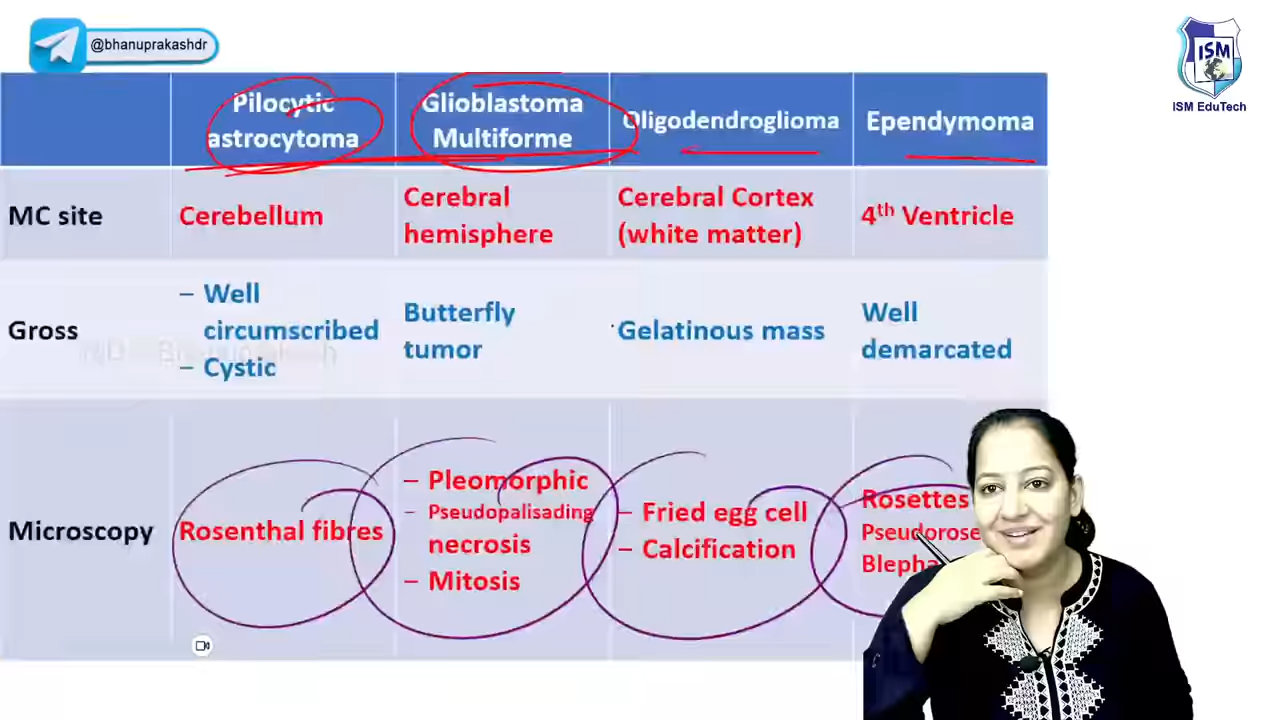 @bhanuprakashdr
ISM
ISM EduTech
Pilocytic
astrocytoma
Glioblastoma
Multiforme
Oligodendroglioma
Ependymoma
MC site
Cerebellum
Cerebral
hemisphere
Cerebral Cortex
(white matter)
4th Ventricle
Gross
– Well
circumscribed
– Cystic
Butterfly
tumor
Gelatinous mass
Well
demarcated
Microscopy
Rosenthal fibres
– Pleomorphic
– Pseudopalisading
necrosis
– Mitosis
– Fried egg cell
– Calcification
Rosettes